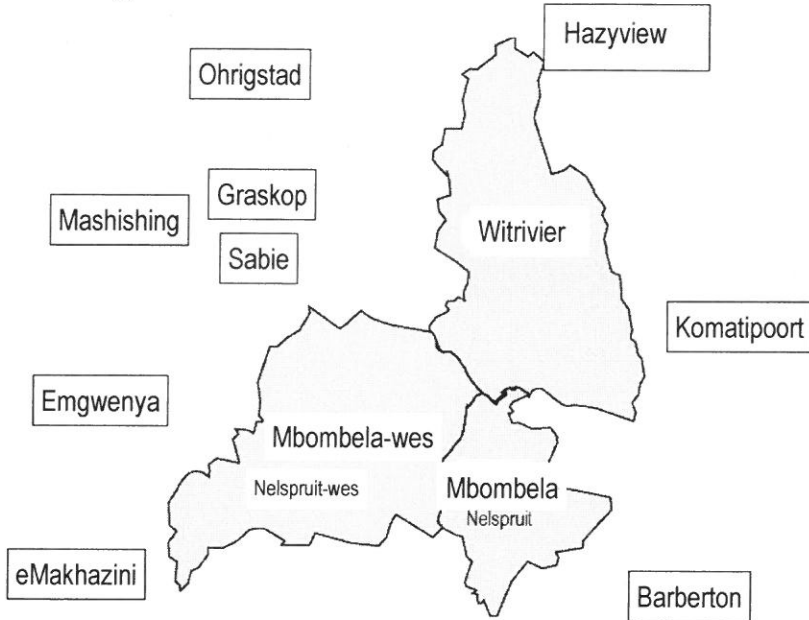 Hazyview
Ohrigstad
Graskop
Mashishing
Witrivier
Sabie
Komatipoort
Emgwenya
Mbombela-wes
Nelspruit-wes
Mbombela
Nelspruit
eMakhazini
Barberton